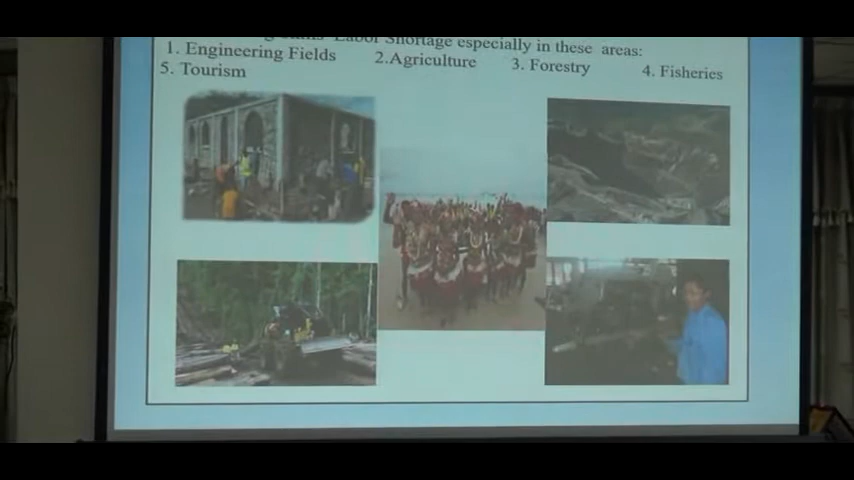 Labor Shortage especially in these areas:
1. Engineering Fields 2.Agriculture 3. Forestry 4. Fisheries
5. Tourism